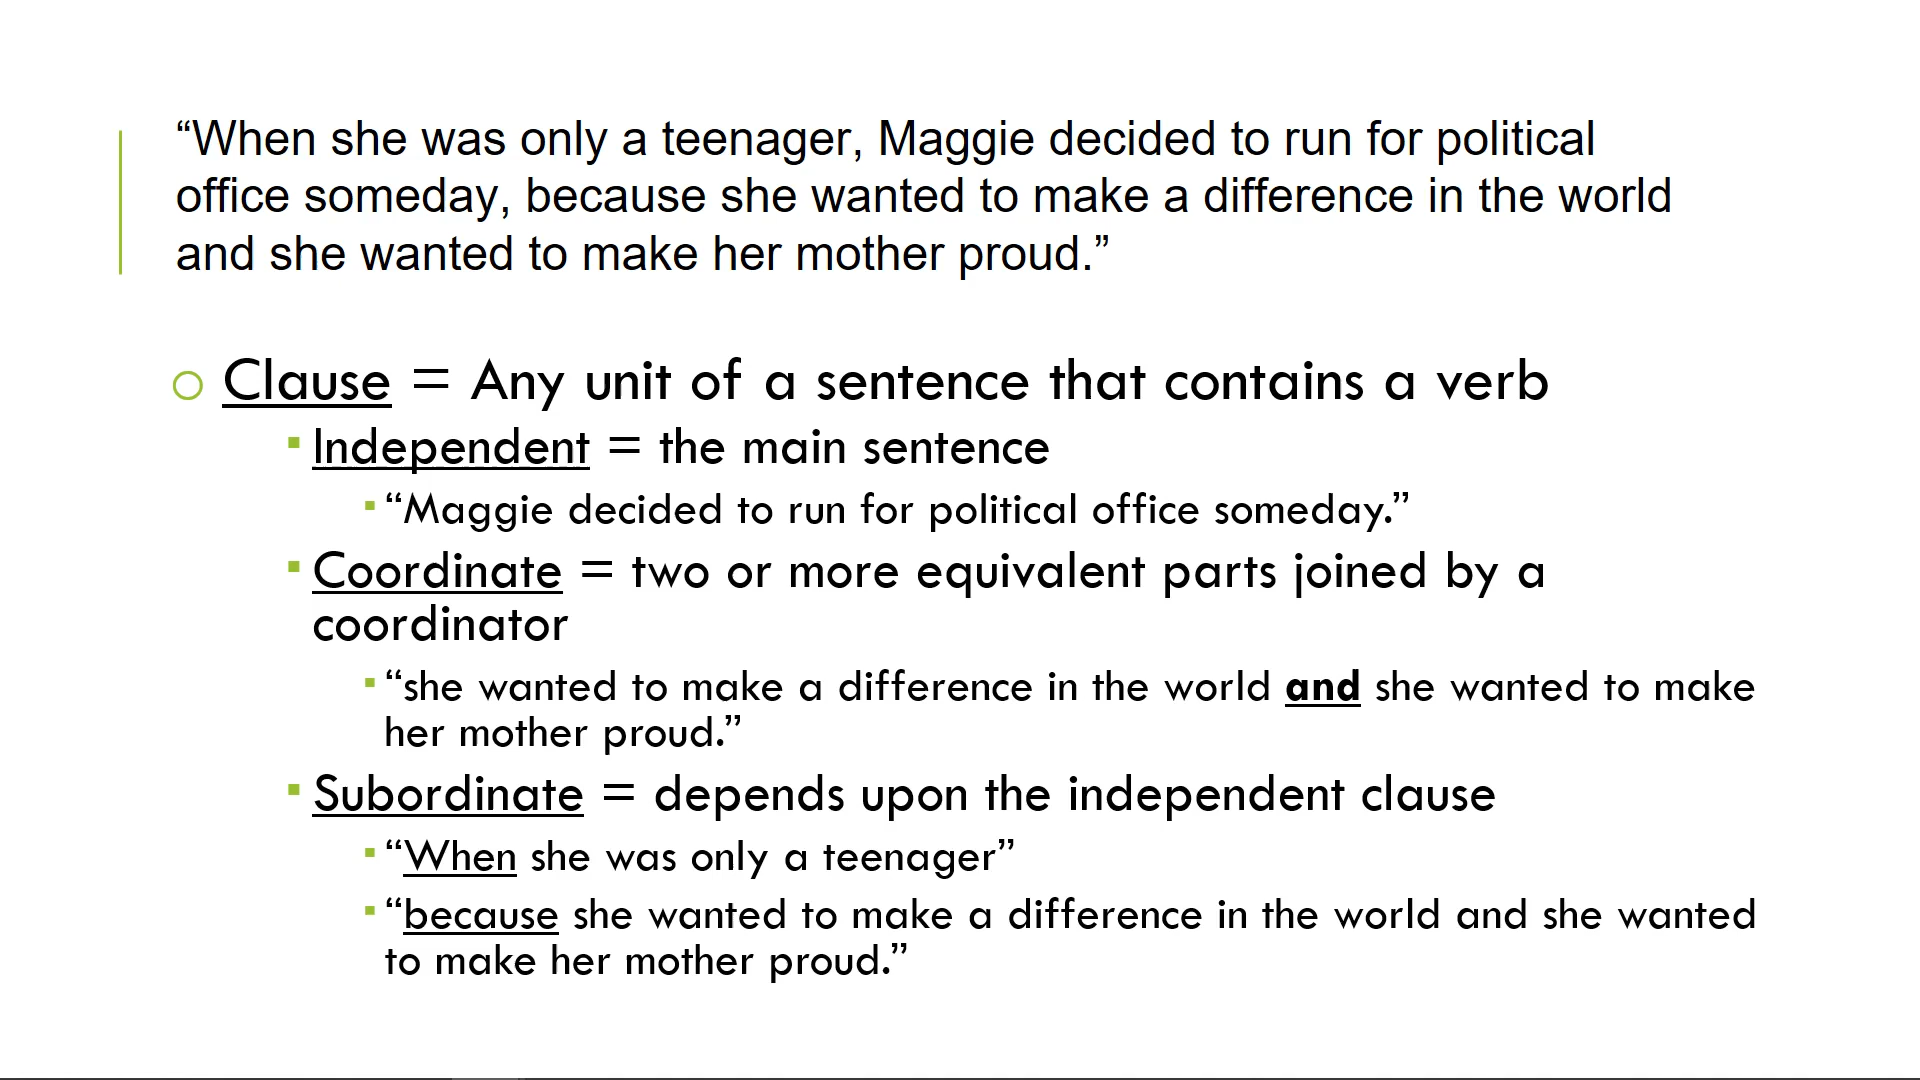 “When she was only a teenager, Maggie decided to run for political
office someday, because she wanted to make a difference in the world
and she wanted to make her mother proud.”
Clause = Any unit of a sentence that contains a verb
Independent = the main sentence
“Maggie decided to run for political office someday.”
Coordinate = two or more equivalent parts joined by a
coordinator
“she wanted to make a difference in the world and she wanted to make
her mother proud.”
Subordinate = depends upon the independent clause
“When she was only a teenager”
“because she wanted to make a difference in the world and she wanted
to make her mother proud.”